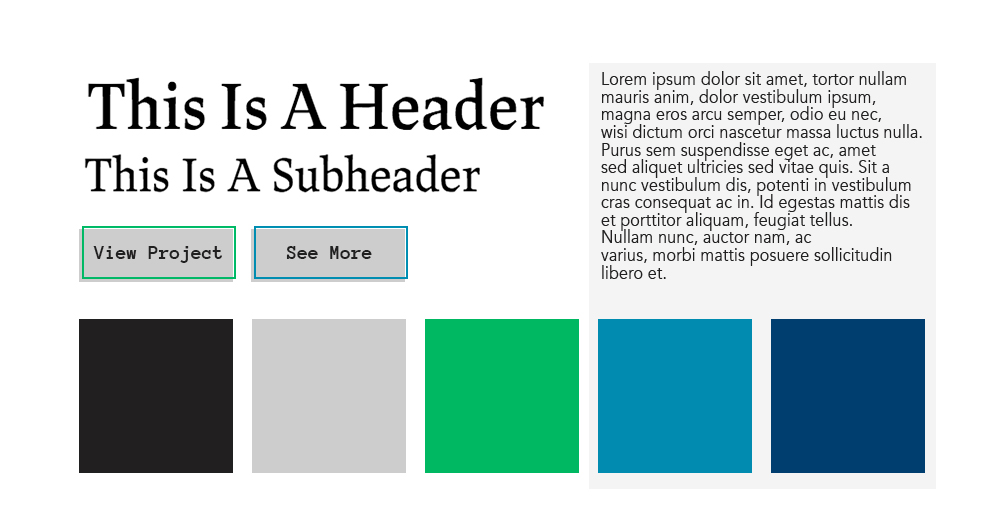 This Is A Header
This Is A Subheader
View Project
See More
Lorem ipsum dolor sit amet, tortor nullam
mauris anim, dolor vestibulum ipsum,
magna eros arcu semper, odio eu nec,
wisi dictum orci nascetur massa luctus nulla.
Purus sem suspendisse eget ac, amet
sed aliquet ultricies sed vitae quis. Sit a
nunc vestibulum dis, potenti in vestibulum
cras consequat ac in. Id egestas mattis dis
et porttitor aliquam, feugiat tellus.
Nullam nunc, auctor nam, ac
varius, morbi mattis posuere sollicitudin
libero et.